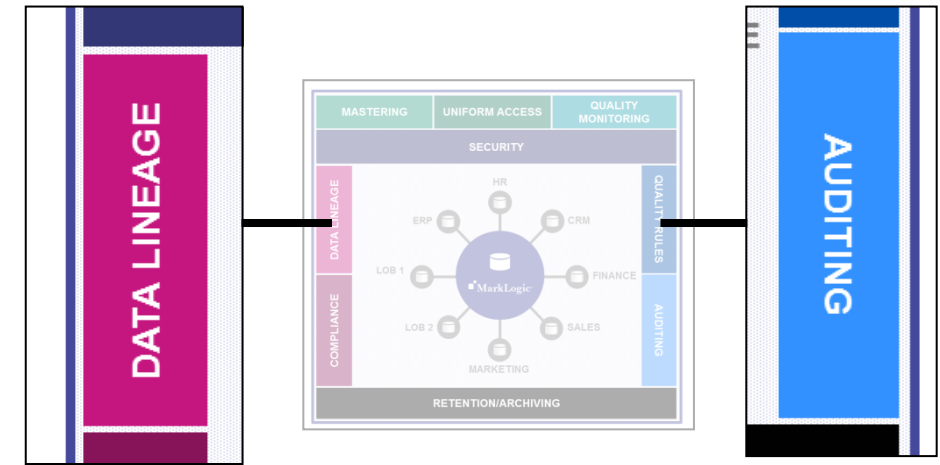 DATA LINEAGE
MASTERING
UNIFORM ACCESS
QUALITY
MONITORING
SECURITY
DATA LINEAGE
COMPLIANCE
HR
ERP
CRM
LOB 1
FINANCE
MarkLogic
LOB 2
SALES
MARKETING
QUALITY RULES
AUDITING
RETENTION/ARCHIVING
AUDITING